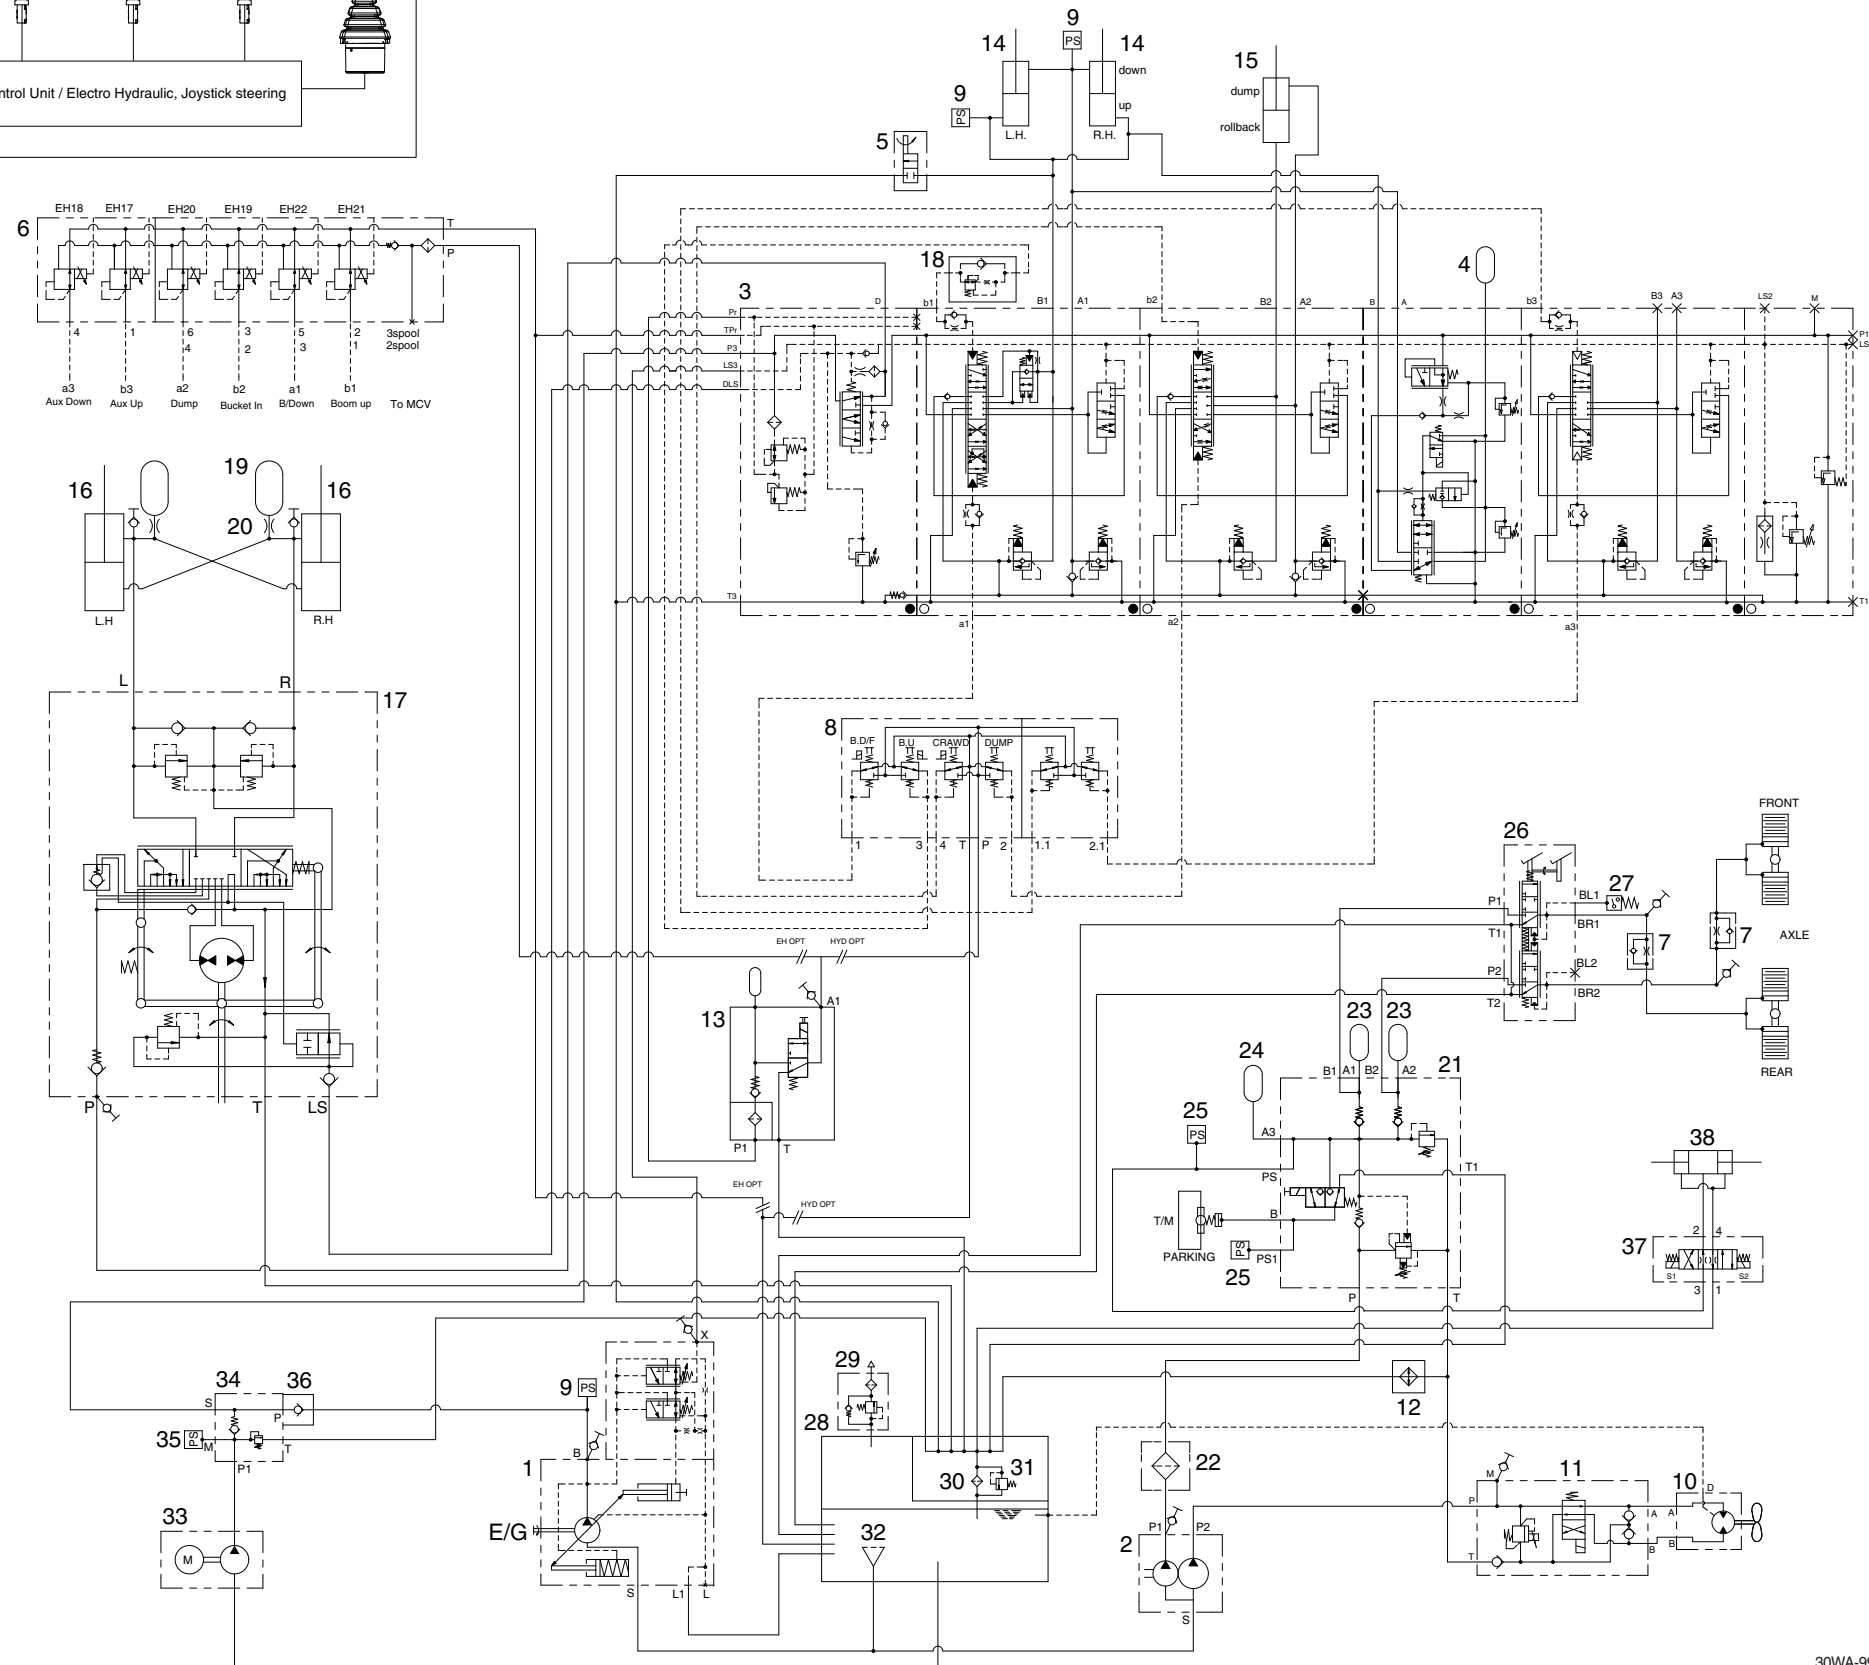 ntrol Unit / Electro Hydraulic, Joystick steering
9
14
14
down
up
9
PS
PS
L.H.
R.H.
15
dump
rollback
5
6
EH18 EH17 EH20 EH19 EH22 EH21
T
P
4 1 6 3 5 2
4 2 3 1
3spool
2spool
a3 b3 a2 b2 a1 b1
Aux Down Aux Up Dump Bucket In B/Down Boom up To MCV
18
4
3
D b1 B1 A1 b2 B2 A2 B A b3 B3 A3 LS2 M
Pr
TPr
P3
LS3
DLS
T3
P1
LS
T1
a1 a2 a3
16 19 16
20
L.H
R.H
L R
17
P T LS
8
B.D/F B.U CRAWD DUMP
1 3 4 T P 2 1.1 2.1
EH OPT HYD OPT
13
A1
P1 T
EH OPT
HYD OPT
FRONT
26
27
P1
T1
P2
T2
BL1
BR1
BL2
BR2
7
7
AXLE
REAR
23 23
24
21
B1 A1 B2 A2
25
PS
A3
PS
T1
T/M
PARKING
B
PS
PS1
25
P T
38
2 4
37
S1 S2
3 1
34 36
S
P
35
PS
M
T
P1
33
M
9
PS
X
B
1
E/G
S L1 L
29
28
30 31
32
12
22
P1 P2
2
S
11
M
P
T
A
B
10
D
A
B
30WA-9